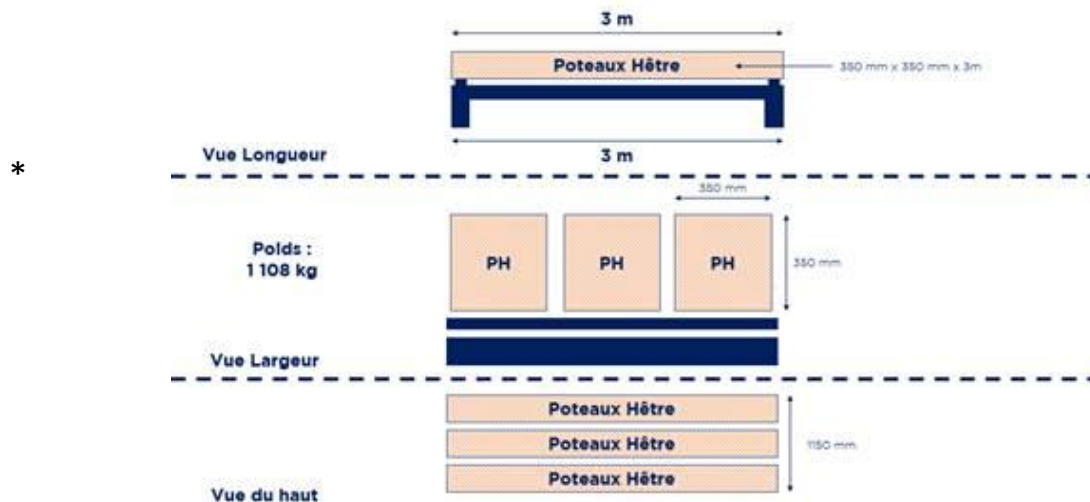 3 m
Poteaux Hêtre
350 mm x 350 mm x 3m
3 m
Vue Longueur
*
350 mm
Poids :
1 108 kg
PH
PH
PH
350 mm
Vue Largeur
Poteaux Hêtre
Poteaux Hêtre
Poteaux Hêtre
1150 mm
Vue du haut